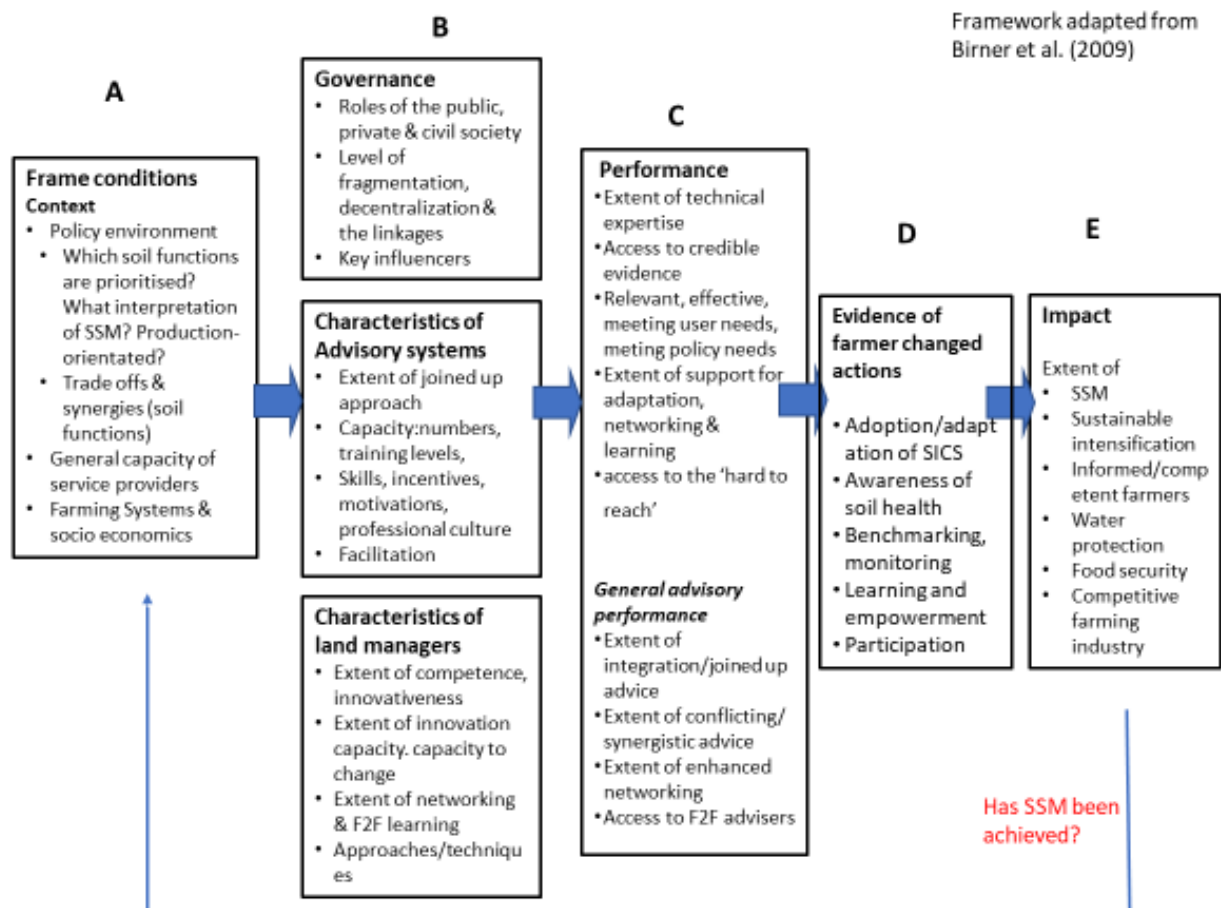 Framework adapted from
Birner et al. (2009)
A
Frame conditions
Context
• Policy environment
• Which soil functions
are prioritised?
What interpretation
of SSM? Production-
orientated?
• Trade offs &
synergies (soil
functions)
• General capacity of
service providers
• Farming Systems &
socio economics
B
Governance
• Roles of the public,
private & civil society
• Level of
fragmentation,
decentralization &
the linkages
• Key influencers
Characteristics of
Advisory systems
• Extent of joined up
approach
• Capacity:numbers,
training levels,
• Skills, incentives,
motivations,
professional culture
• Facilitation
Characteristics of
land managers
• Extent of competence,
innovativeness
• Extent of innovation
capacity. capacity to
change
• Extent of networking
& F2F learning
• Approaches/techniqu
es
C
Performance
•Extent of technical
expertise
•Access to credible
evidence
•Relevant, effective,
meeting user needs,
meting policy needs
•Extent of support for
adaptation,
networking &
learning
•access to the ‘hard to
reach’
General advisory
performance
•Extent of
integration/joined up
advice
•Extent of conflicting/
synergistic advice
•Extent of enhanced
networking
•Access to F2F advisers
D
Evidence of
farmer changed
actions
• Adoption/adapt
ation of SICS
• Awareness of
soil health
• Benchmarking,
monitoring
• Learning and
empowerment
• Participation
E
Impact
Extent of
• SSM
• Sustainable
intensification
• Informed/comp
etent farmers
• Water
protection
• Food security
• Competitive
farming
industry
Has SSM been
achieved?